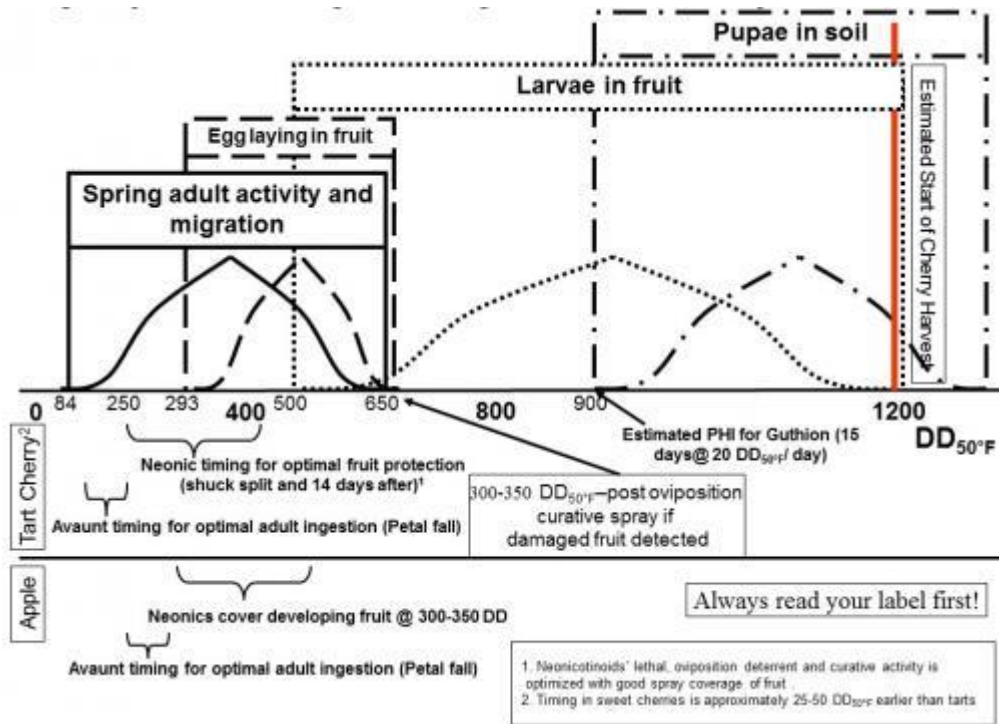 Pupae in soil
Larvae in fruit
Egg laying in fruit
Spring adult activity and
migration
Estimated Start of Cherry Harvest
0 84 250 293 400 500 650 800 900 1200 DD50°F
Tart Cherry2
Neonic timing for optimal fruit protection
(shuck split and 14 days after)1
Avaunt timing for optimal adult ingestion (Petal fall)
Estimated PHI for Guthion (15
days@ 20 DD50°F/ day)
300-350 DD50°F–post oviposition
curative spray if
damaged fruit detected
Apple
Neonics cover developing fruit @ 300-350 DD
Avaunt timing for optimal adult ingestion (Petal fall)
Always read your label first!
1. Neonicotinoids' lethal, oviposition deterrent and curative activity is
optimized with good spray coverage of fruit .
2. Timing in sweet cherries is approximately 25-50 DD50°F earlier than tarts